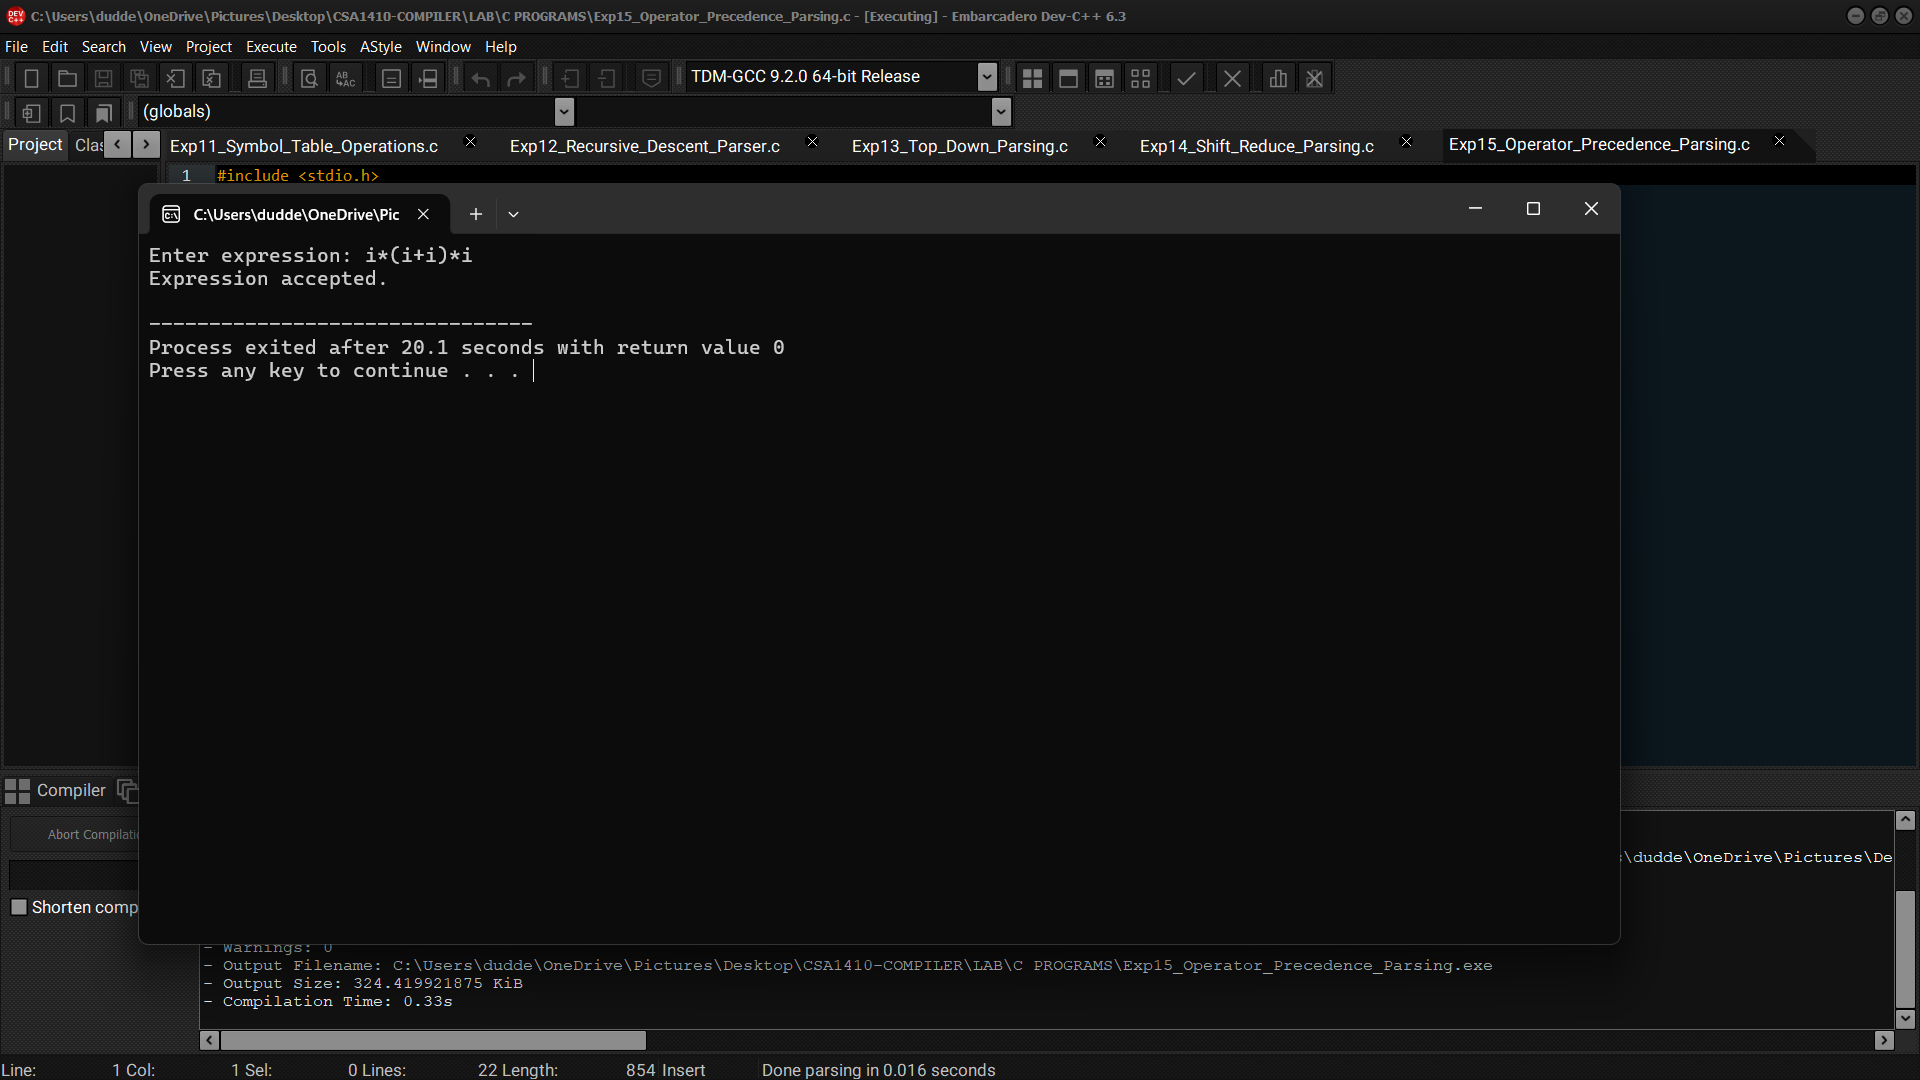 C:\Users\dudde\OneDrive\Pictures\Desktop\CSA1410-COMPILER\LAB\C PROGRAMS\Exp15_Operator_Precedence_Parsing.c - [Executing] - Embarcadero Dev-C++ 6.3
File Edit Search View Project Execute Tools AStyle Window Help
TDM-GCC 9.2.0 64-bit Release
(globals)
Project Clas Exp11_Symbol_Table_Operations.c Exp12_Recursive_Descent_Parser.c Exp13_Top_Down_Parsing.c Exp14_Shift_Reduce_Parsing.c Exp15_Operator_Precedence_Parsing.c
1 #include <stdio.h>
C:\Users\dudde\OneDrive\Pic
Enter expression: i*(i+i)*i
Expression accepted.
--------------------------------
Process exited after 20.1 seconds with return value 0
Press any key to continue . . .
Compiler
Abort Compilati
\dudde\OneDrive\Pictures\De
Shorten comp
- Warnings: 0
- Output Filename: C:\Users\dudde\OneDrive\Pictures\Desktop\CSA1410-COMPILER\LAB\C PROGRAMS\Exp15_Operator_Precedence_Parsing.exe
- Output Size: 324.419921875 KiB
- Compilation Time: 0.33s
Line: 1 Col: 1 Sel: 0 Lines: 22 Length: 854 Insert Done parsing in 0.016 seconds